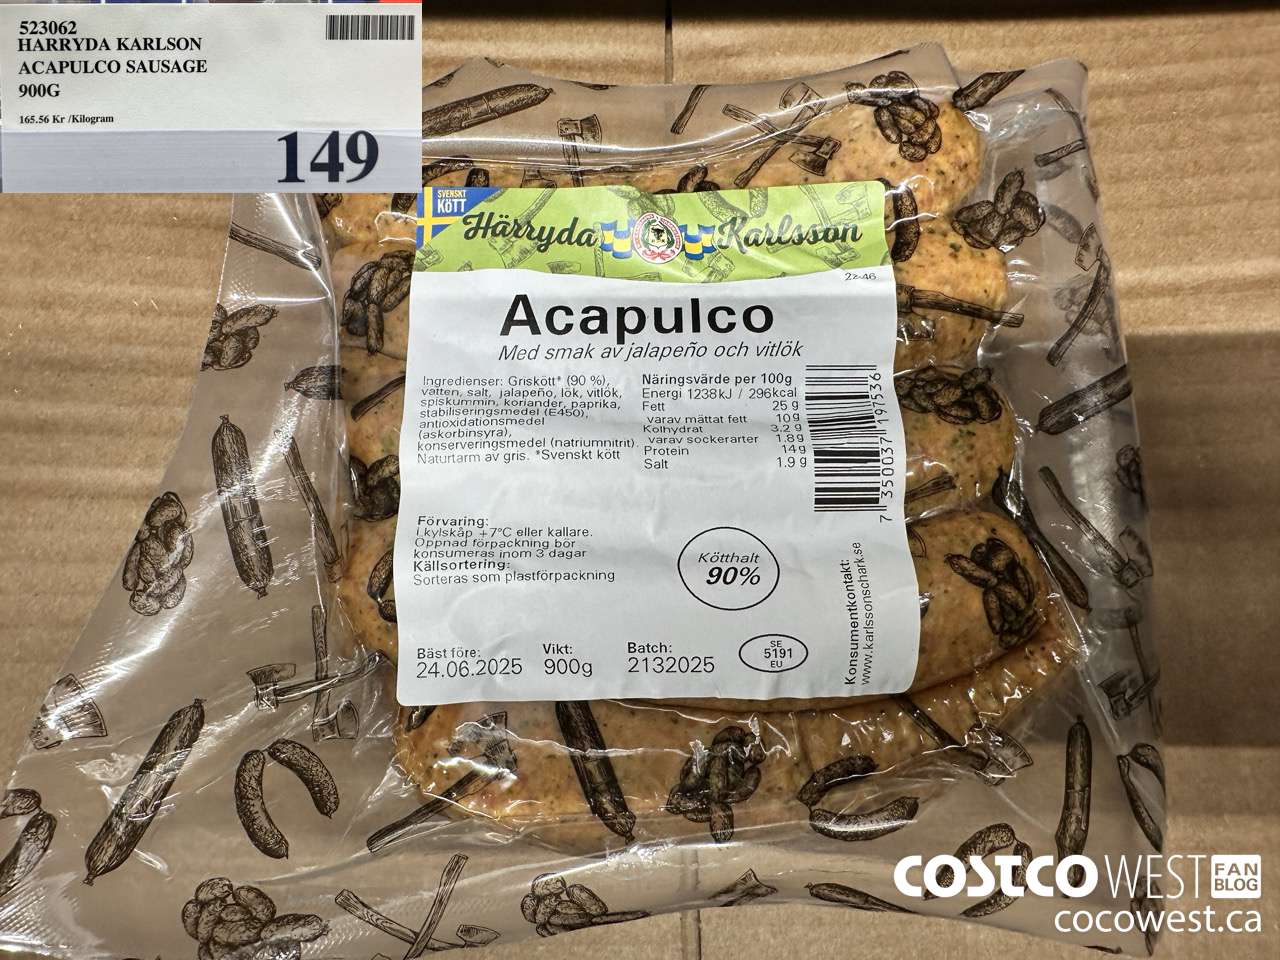 523062
HARRYDA KARLSON
ACAPULCO SAUSAGE
900G
165.56 Kr /Kilogram
149
SVENSKT
KÖTT
Härryda Karlsson
22-46
Acapulco
Med smak av jalapeño och vitlök
Ingredienser: Griskött* (90 %),
vatten, salt, jalapeño, lök, vitlök,
spiskummin, koriander, paprika,
stabiliseringsmedel (E450),
antioxidationsmedel
(askorbinsyra),
konserveringsmedel (natriumnitrit).
Naturtarm av gris. *Svenskt kött
Näringsvärde per 100g
Energi 1238kJ / 296kcal
Fett 25 g
varav mättat fett 10 g
Kolhydrat 3.2 g
varav sockerarter 1.8 g
Protein 14 g
Salt 1.9 g
7 350037 197536
Förvaring:
I kylskåp +7°C eller kallare.
Öppnad förpackning bör
konsumeras inom 3 dagar
Källsortering:
Sorteras som plastförpackning
Kötthalt
90%
Konsumentkontakt:
www.karlssonschark.se
Bäst före:
24.06.2025
Vikt:
900g
Batch:
2132025
SE
5191
EU
COSTCO WEST FAN BLOG
cocowest.ca